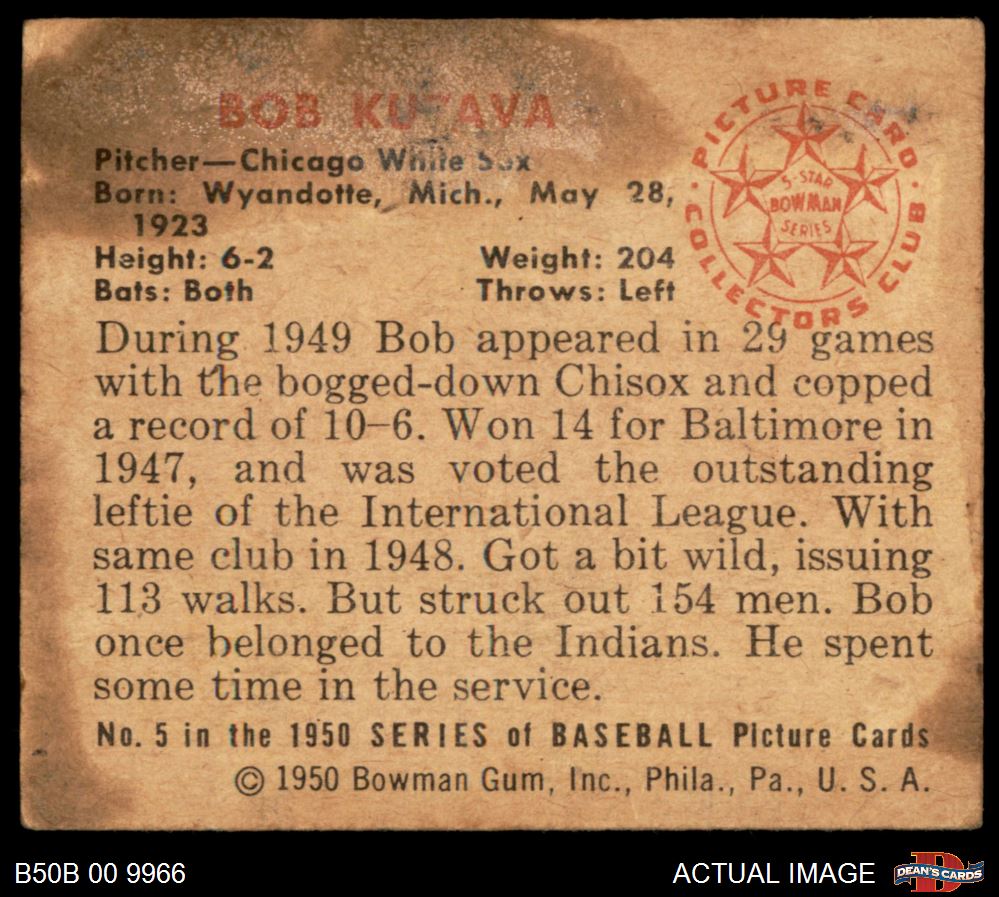 BOB KUZAVA
Pitcher—Chicago White Sox
Born: Wyandotte, Mich., May 28,
1923
Height: 6-2 Weight: 204
Bats: Both Throws: Left
PICTURE CARD
COLLECTORS CLUB
5-STAR
BOWMAN
SERIES
During 1949 Bob appeared in 29 games
with the bogged-down Chisox and copped
a record of 10–6. Won 14 for Baltimore in
1947, and was voted the outstanding
leftie of the International League. With
same club in 1948. Got a bit wild, issuing
113 walks. But struck out 154 men. Bob
once belonged to the Indians. He spent
some time in the service.
No. 5 in the 1950 SERIES of BASEBALL Picture Cards
© 1950 Bowman Gum, Inc., Phila., Pa., U. S. A.
B50B 00 9966 ACTUAL IMAGE DEAN'S CARDS